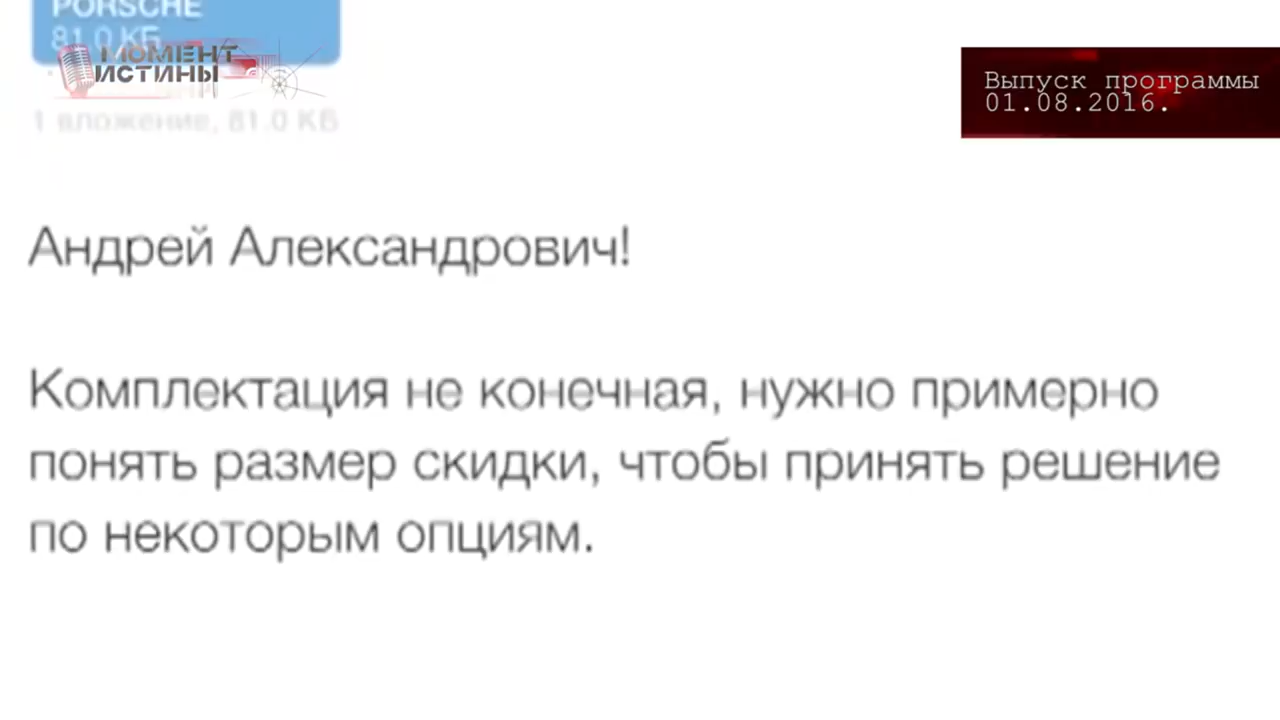 PORSCHE
81.0 КБ
МОМЕНТ
ИСТИНЫ
Выпуск программы
01.08.2016.
1 вложение, 81.0 КБ
Андрей Александрович!
Комплектация не конечная, нужно примерно
понять размер скидки, чтобы принять решение
по некоторым опциям.